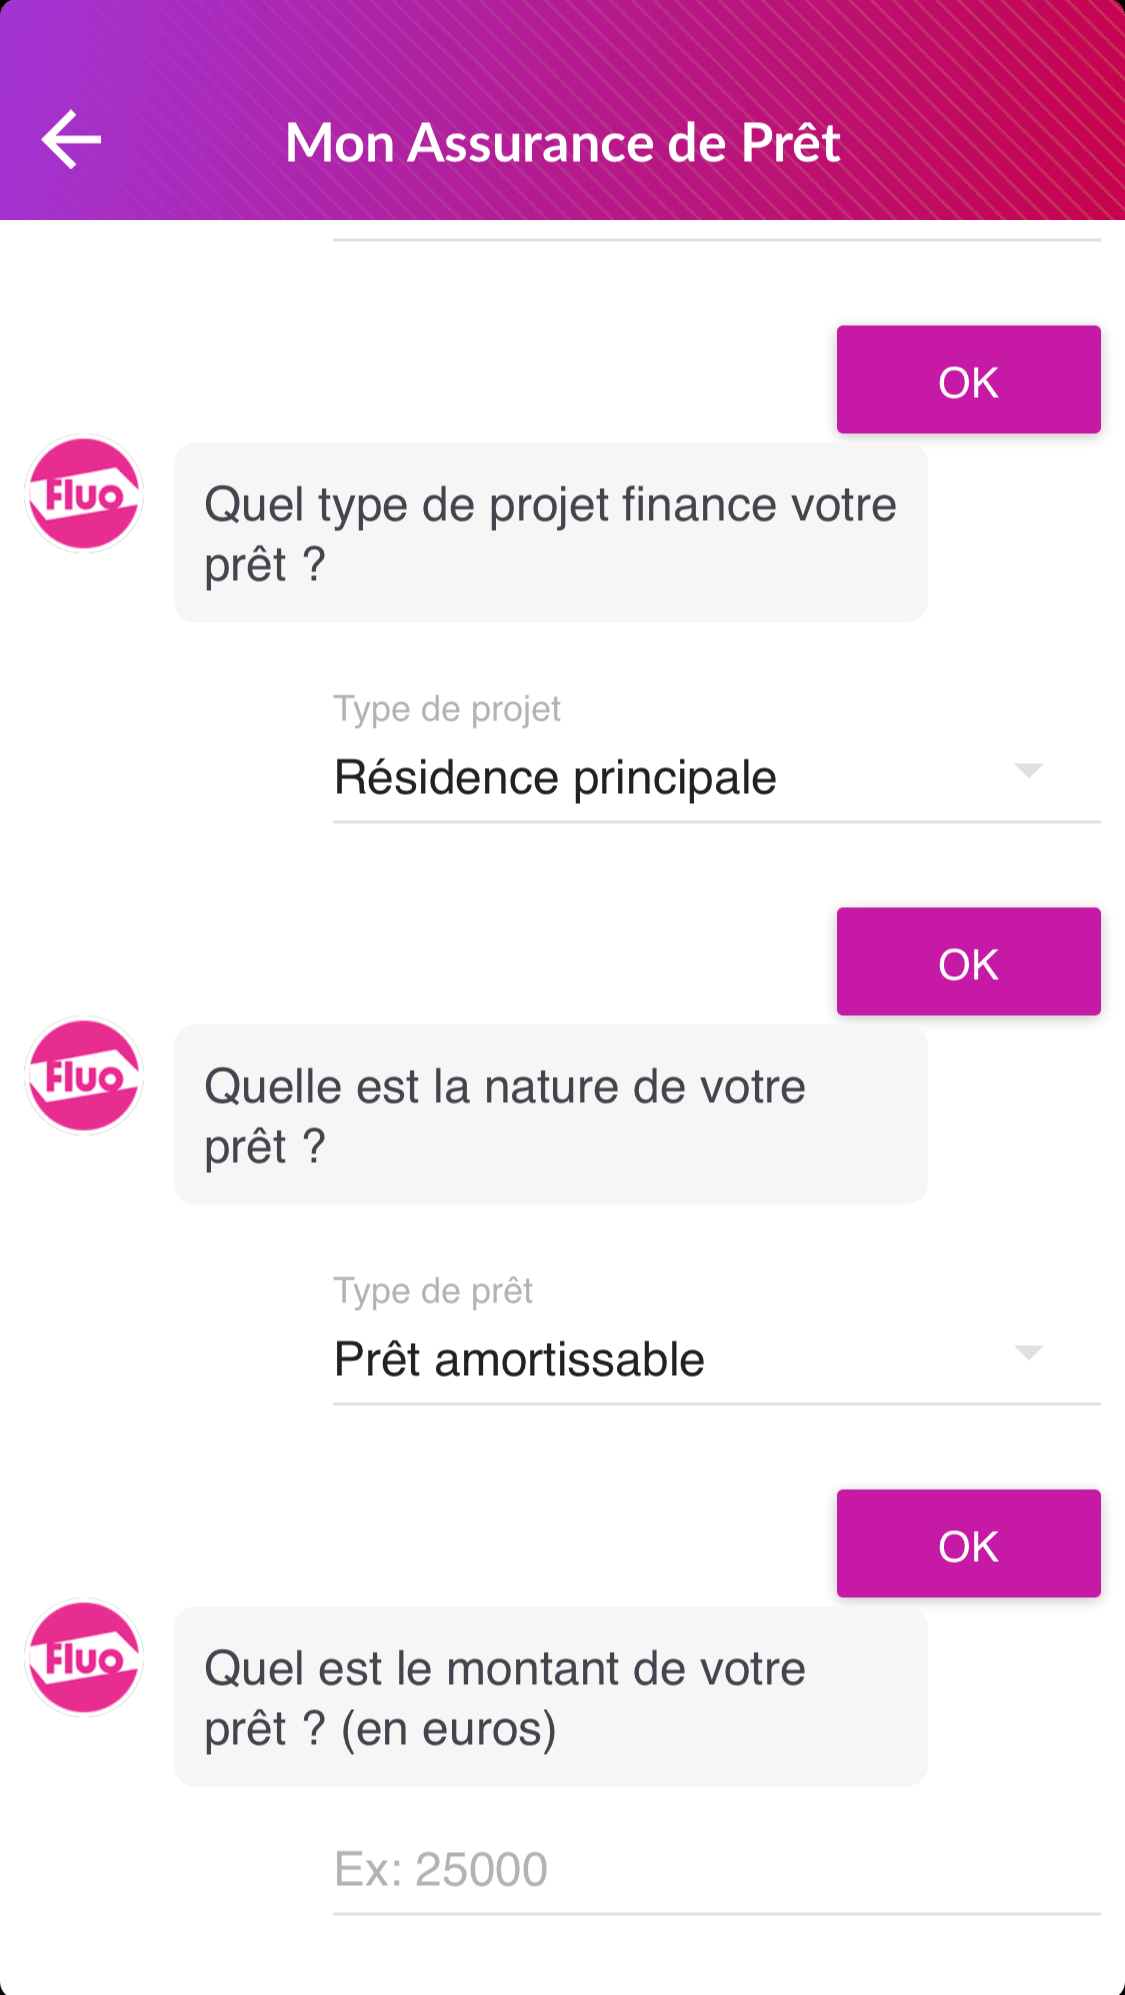 Mon Assurance de Prêt
OK
Fluo
Quel type de projet finance votre
prêt ?
Type de projet
Résidence principale
OK
Fluo
Quelle est la nature de votre
prêt ?
Type de prêt
Prêt amortissable
OK
Fluo
Quel est le montant de votre
prêt ? (en euros)
Ex: 25000